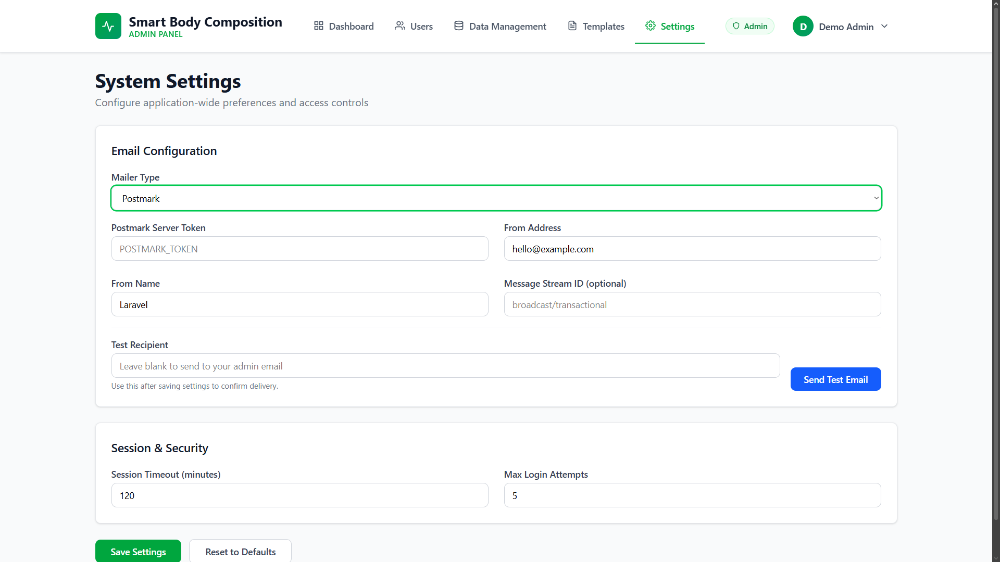 Smart Body Composition
ADMIN PANEL
Dashboard
Users
Data Management
Templates
Settings
Admin
D
Demo Admin
System Settings
Configure application-wide preferences and access controls
Email Configuration
Mailer Type
Postmark
Postmark Server Token
From Address
POSTMARK_TOKEN
hello@example.com
From Name
Message Stream ID (optional)
Laravel
broadcast/transactional
Test Recipient
Leave blank to send to your admin email
Use this after saving settings to confirm delivery.
Send Test Email
Session & Security
Session Timeout (minutes)
Max Login Attempts
120
5
Save Settings
Reset to Defaults